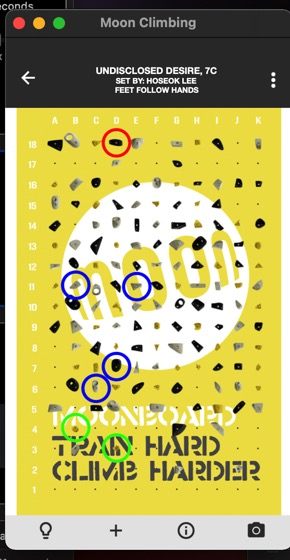 econds
Moon Climbing
UNDISCLOSED DESIRE, 7C
SET BY: HOSEOK LEE
FEET FOLLOW HANDS
A B C D E F G H I J K
18
17
16
15
14
13
12
11
moon
10
9
8
7
6
5
MOONBOARD
4
TRAIN HARD
3
CLIMB HARDER
2
1